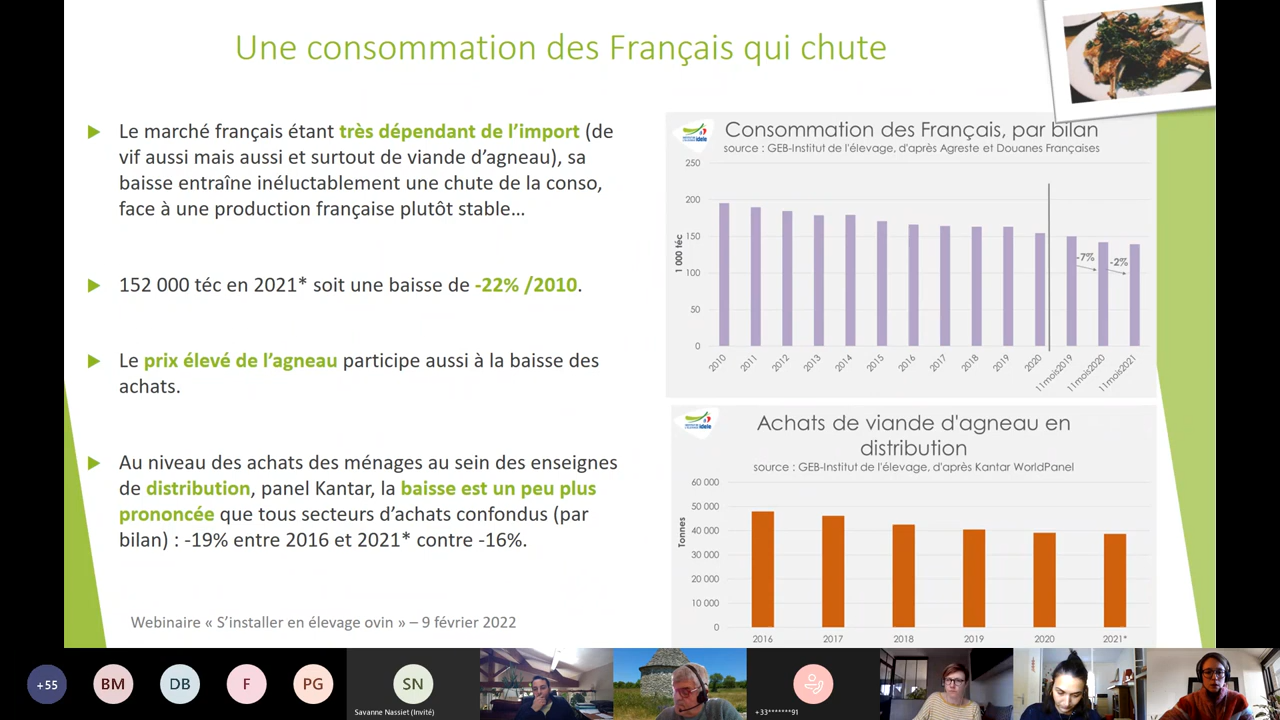 Une consommation des Français qui chute
Le marché français étant très dépendant de l'import (de
vif aussi mais aussi et surtout de viande d'agneau), sa
baisse entraîne inéluctablement une chute de la conso,
face à une production française plutôt stable…
152 000 téc en 2021* soit une baisse de -22% /2010.
Le prix élevé de l'agneau participe aussi à la baisse des
achats.
Au niveau des achats des ménages au sein des enseignes
de distribution, panel Kantar, la baisse est un peu plus
prononcée que tous secteurs d'achats confondus (par
bilan) : -19% entre 2016 et 2021* contre -16%.
Webinaire « S'installer en élevage ovin » – 9 février 2022
idele
Consommation des Français, par bilan
source : GEB-Institut de l'élevage, d'après Agreste et Douanes Françaises
1 000 téc
250
200
150
100
50
0
-7%
-2%
2010
2011
2012
2013
2014
2015
2016
2017
2018
2019
2020
11mois2019
11mois2020
11mois2021
idele
Achats de viande d'agneau en
distribution
source : GEB-Institut de l'élevage, d'après Kantar WorldPanel
Tonnes
60 000
50 000
40 000
30 000
20 000
10 000
0
2016
2017
2018
2019
2020
2021*
+55
BM
DB
F
PG
SN
Savanne Nassiet (Invité)
+33*******91